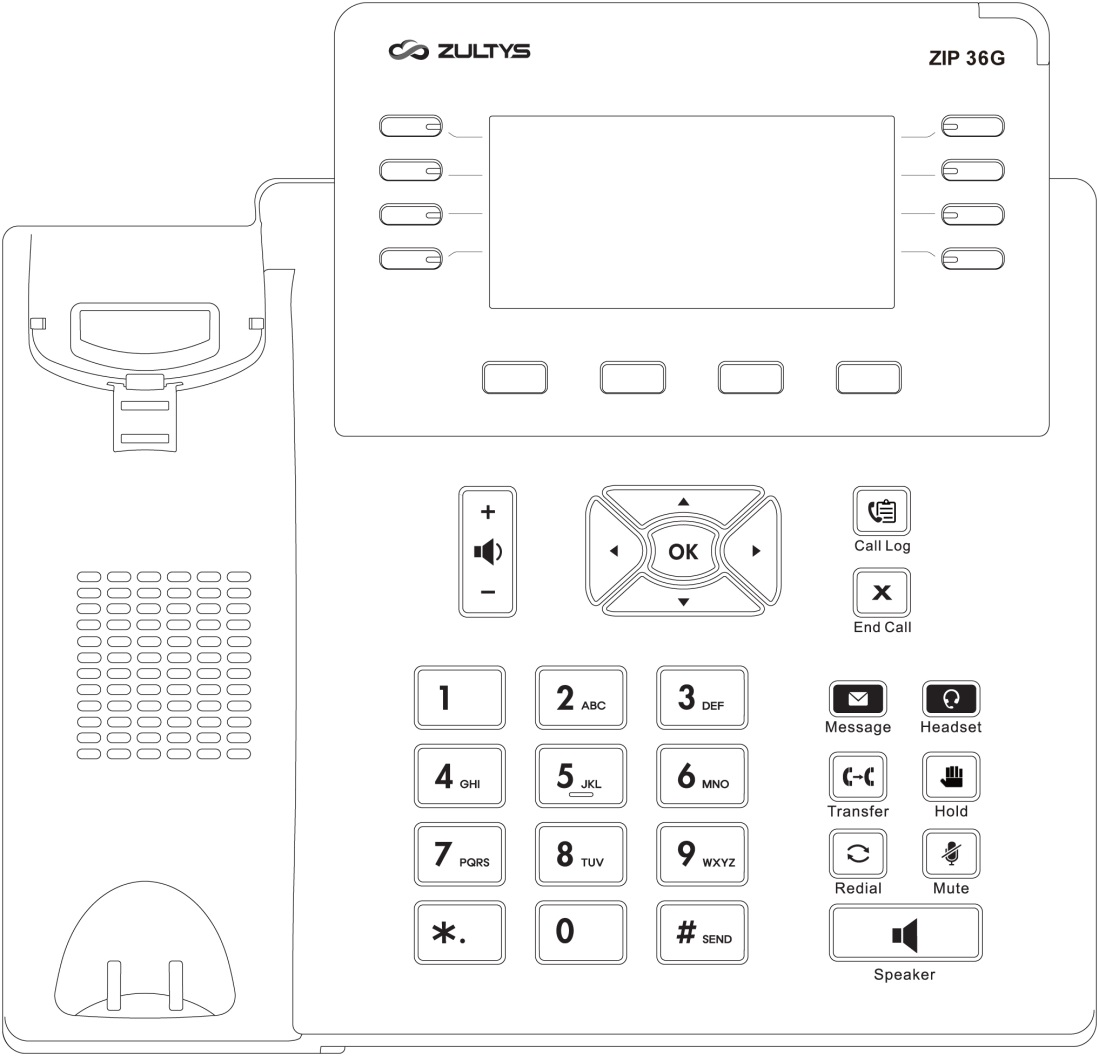 ZULTYS
ZIP 36G
+
OK
−
Call Log
x
End Call
1
2 ABC
3 DEF
Message
Headset
4 GHI
5 JKL
6 MNO
Transfer
Hold
7 PQRS
8 TUV
9 WXYZ
Redial
Mute
*.
0
# SEND
Speaker